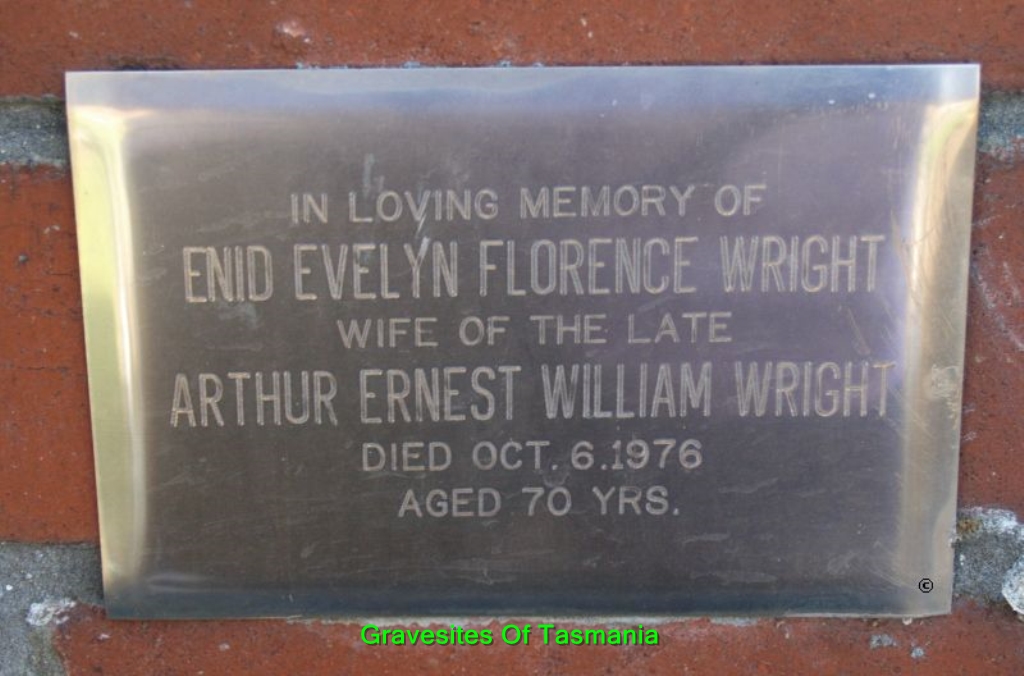 IN LOVING MEMORY OF
ENID EVELYN FLORENCE WRIGHT
WIFE OF THE LATE
ARTHUR ERNEST WILLIAM WRIGHT
DIED OCT. 6.1976
AGED 70 YRS.
©
Gravesites Of Tasmania